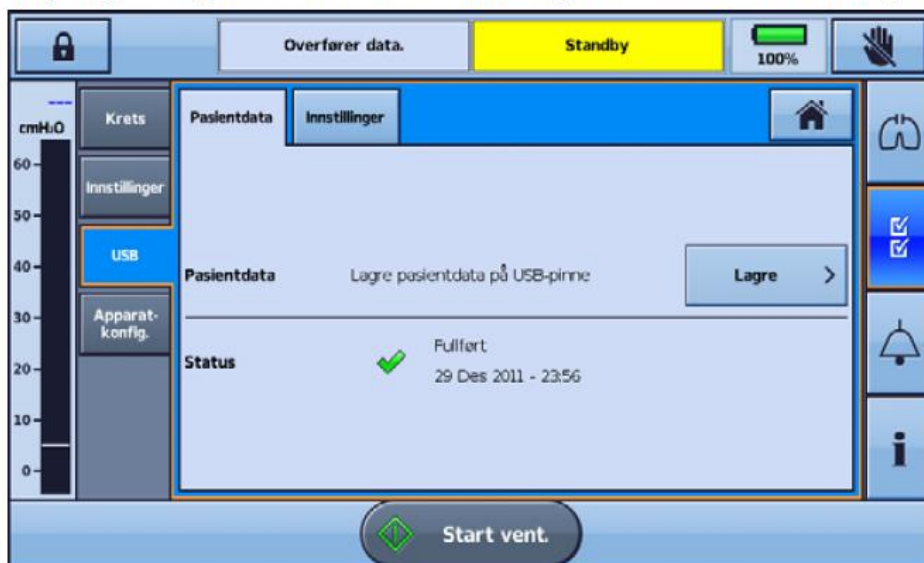 Overfører data.
Standby
100%
---
cmH₂O
60
50
40
30
20
10
0
Krets
Innstillinger
USB
Apparat-
konfig.
Pasientdata
Innstillinger
Pasientdata
Lagre pasientdata på USB-pinne
Lagre >
Status
Fullført
29 Des 2011 - 23:56
i
Start vent.